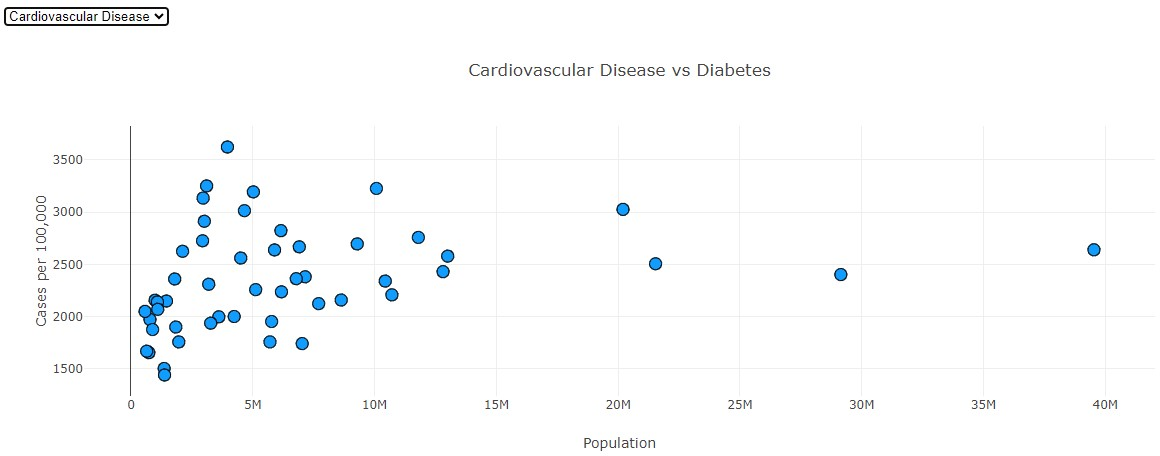 Cardiovascular Disease
Cardiovascular Disease vs Diabetes
Cases per 100,000
3500
3000
2500
2000
1500
0 5M 10M 15M 20M 25M 30M 35M 40M
Population